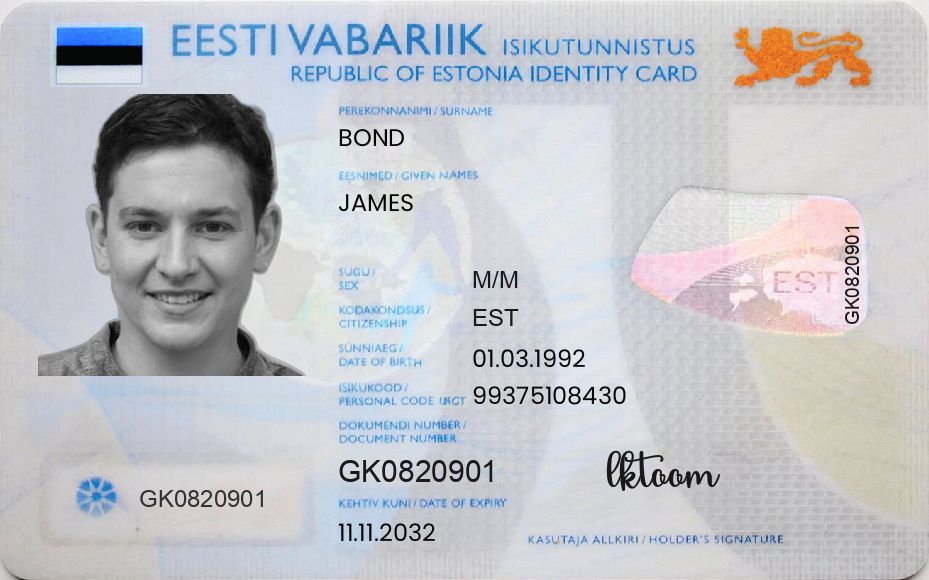 EESTI VABARIIK ISIKUTUNNISTUS
REPUBLIC OF ESTONIA IDENTITY CARD
PEREKONNANIMI / SURNAME
BOND
EESNIMED / GIVEN NAMES
JAMES
SUGU /
SEX
M/M
KODAKONDSUS /
CITIZENSHIP
EST
SÜNNIAEG /
DATE OF BIRTH
01.03.1992
ISIKUKOOD /
PERSONAL CODE
99375108430
DOKUMENDI NUMBER /
DOCUMENT NUMBER
GK0820901
KEHTIV KUNI / DATE OF EXPIRY
11.11.2032
GK0820901
EST
GK0820901
lktoom
KASUTAJA ALLKIRI / HOLDER'S SIGNATURE